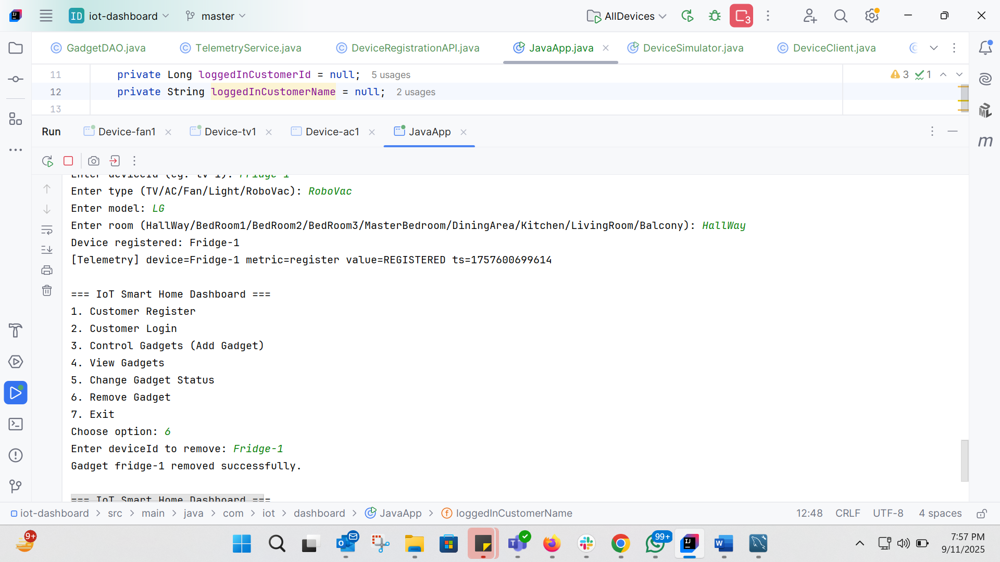 ID iot-dashboard master AllDevices 3
GadgetDAO.java TelemetryService.java DeviceRegistrationAPI.java JavaApp.java DeviceSimulator.java DeviceClient.java
11 private Long loggedInCustomerId = null; 5 usages 3 1
12 private String loggedInCustomerName = null; 2 usages
13
Run Device-fan1 Device-tv1 Device-ac1 JavaApp
Enter deviceId (eg. tv-1): Fridge-1
Enter type (TV/AC/Fan/Light/RoboVac): RoboVac
Enter model: LG
Enter room (HallWay/BedRoom1/BedRoom2/BedRoom3/MasterBedroom/DiningArea/Kitchen/LivingRoom/Balcony): HallWay
Device registered: Fridge-1
[Telemetry] device=Fridge-1 metric=register value=REGISTERED ts=1757600699614
=== IoT Smart Home Dashboard ===
1. Customer Register
2. Customer Login
3. Control Gadgets (Add Gadget)
4. View Gadgets
5. Change Gadget Status
6. Remove Gadget
7. Exit
Choose option: 6
Enter deviceId to remove: Fridge-1
Gadget fridge-1 removed successfully.
=== IoT Smart Home Dashboard ===
iot-dashboard > src > main > java > com > iot > dashboard > JavaApp > loggedInCustomerName 12:48 CRLF UTF-8 4 spaces
9+ 99+ 7:57 PM
9/11/2025